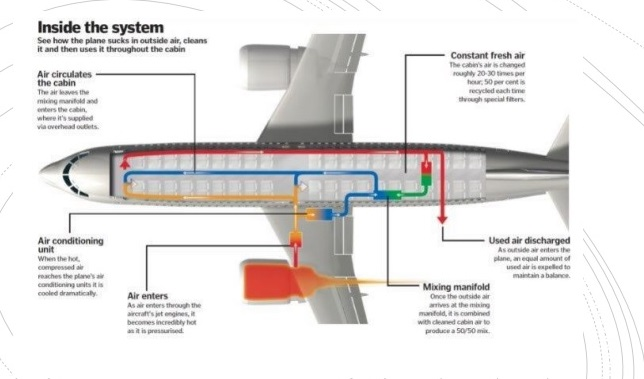 Inside the system
See how the plane sucks in outside air, cleans
it and then uses it throughout the cabin
Air circulates
the cabin
The air leaves the
mixing manifold and
enters the cabin,
where it's supplied
via overhead outlets.
Constant fresh air
The cabin's air is changed
roughly 20-30 times per
hour; 50 per cent is
recycled each time
through special filters.
Air conditioning
unit
When the hot,
compressed air
reaches the plane's air
conditioning units it is
cooled dramatically.
Air enters
As air enters through the
aircraft's jet engines, it
becomes incredibly hot
as it is pressurised.
Used air discharged
As outside air enters the
plane, an equal amount of
used air is expelled to
maintain a balance.
Mixing manifold
Once the outside air
arrives at the mixing
manifold, it is combined
with cleaned cabin air to
produce a 50/50 mix.